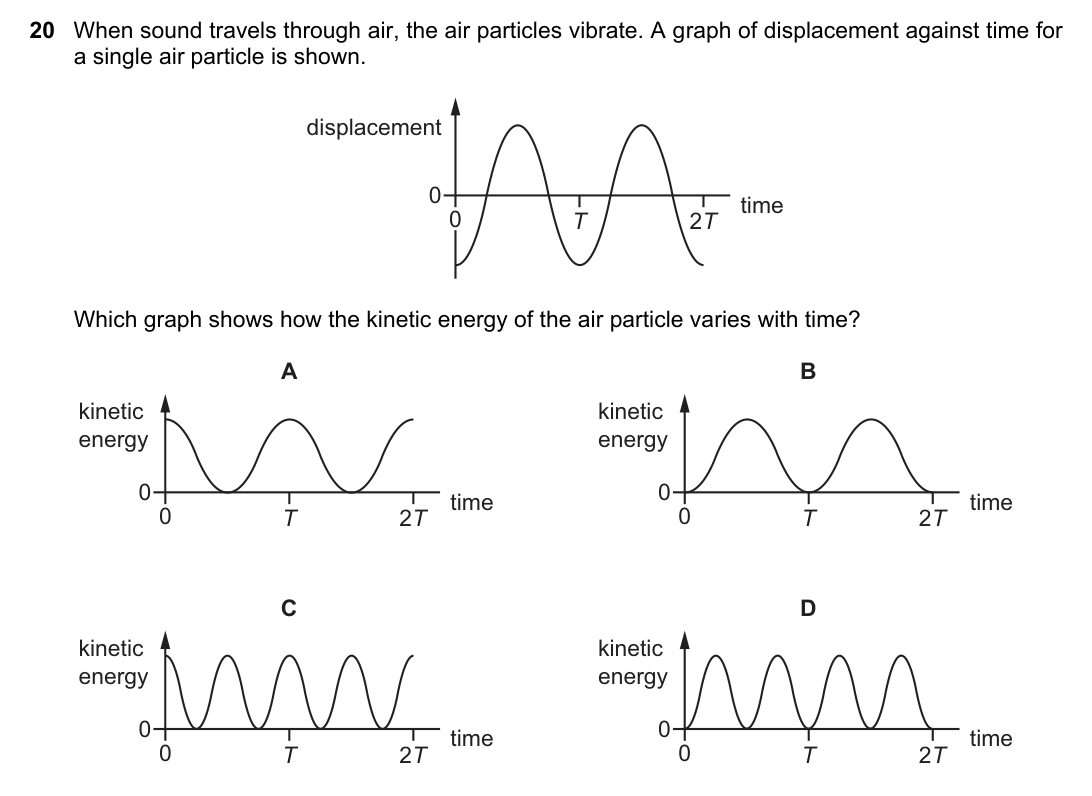 20 When sound travels through air, the air particles vibrate. A graph of displacement against time for
a single air particle is shown.
displacement
0
0 T 2T time
Which graph shows how the kinetic energy of the air particle varies with time?
A
kinetic
energy
0
0 T 2T time
B
kinetic
energy
0
0 T 2T time
C
kinetic
energy
0
0 T 2T time
D
kinetic
energy
0
0 T 2T time